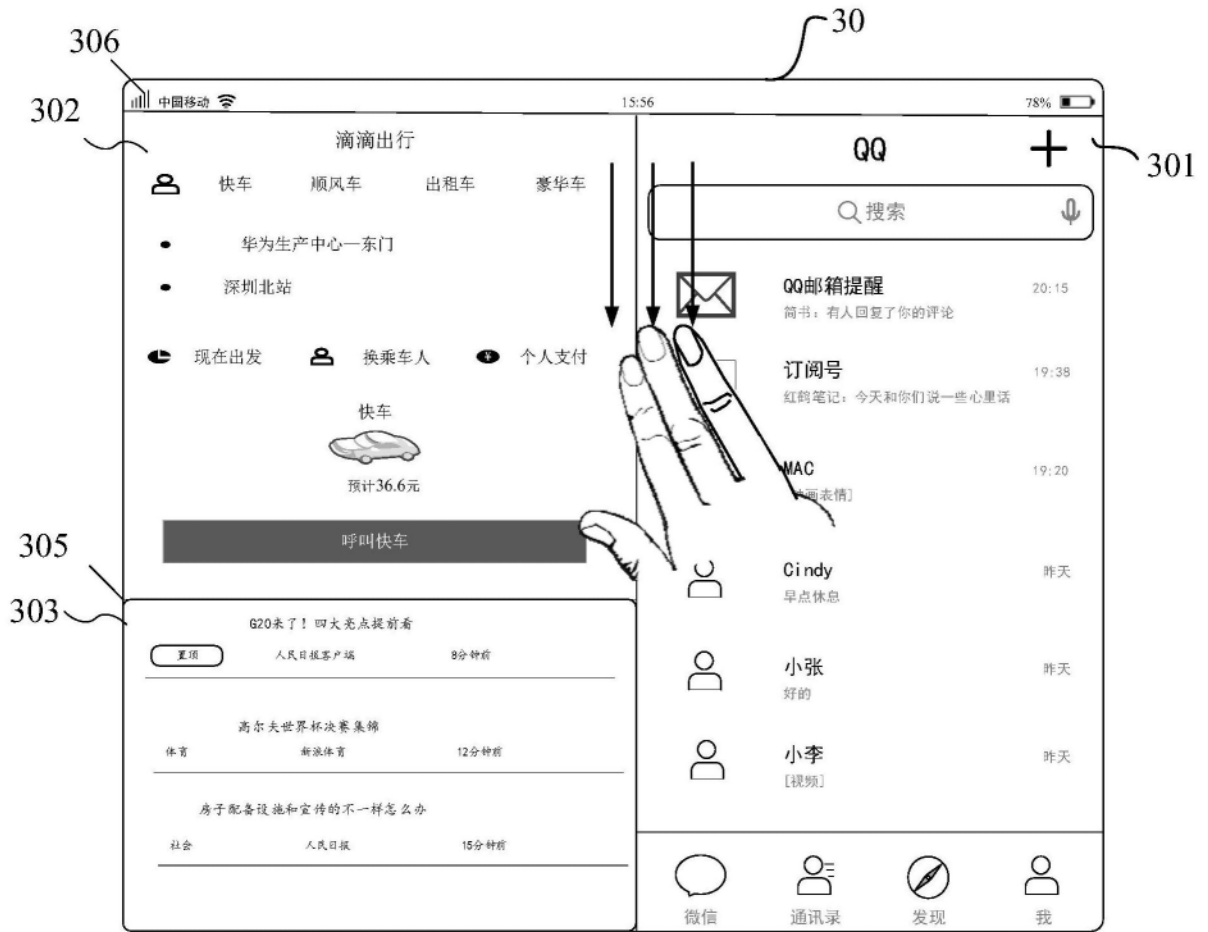 30
306
中国移动 15:56 78%
302
滴滴出行
快车 顺风车 出租车 豪华车
华为生产中心—东门
深圳北站
现在出发 换乘车人 ¥ 个人支付
快车
预计36.6元
呼叫快车
305
303
G20来了！四大亮点提前看
置顶 人民日报客户端 8分钟前
高尔夫世界杯决赛集锦
体育 新浪体育 12分钟前
房子配备设施和宣传的不一样怎么办
社会 人民日报 15分钟前
QQ
301
搜索
QQ邮箱提醒 20:15
简书：有人回复了你的评论
订阅号 19:38
红鹤笔记：今天和你们说一些心里话
MAC 19:20
画表情]
Cindy 昨天
早点休息
小张 昨天
好的
小李 昨天
[视频]
微信 通讯录 发现 我